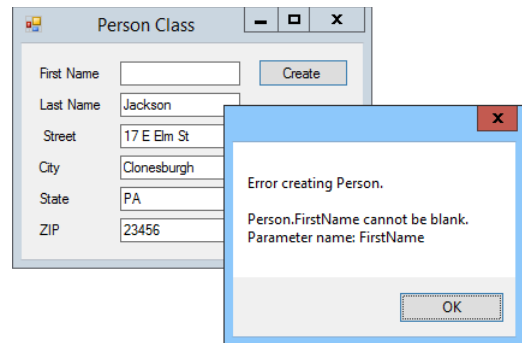 Person Class
First Name
Create
Last Name Jackson
Street 17 E Elm St
City Clonesburgh
State PA
ZIP 23456
Error creating Person.
Person.FirstName cannot be blank.
Parameter name: FirstName
OK